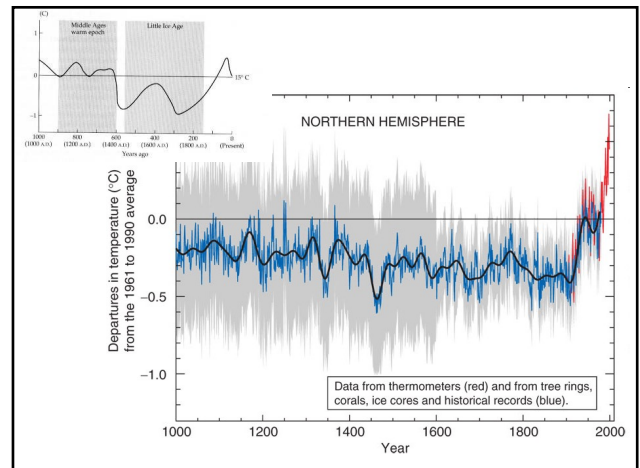 (C)
Middle Ages
warm epoch
Little Ice Age
1
0
-1
15° C
1000
800
600
400
200
0
(1000 A.D.)
(1200 A.D.)
(1400 A.D.)
(1600 A.D.)
(1800 A.D.)
(Present)
Years ago
NORTHERN HEMISPHERE
Departures in temperature (°C)
from the 1961 to 1990 average
0.0
−0.5
−1.0
Data from thermometers (red) and from tree rings,
corals, ice cores and historical records (blue).
1000
1200
1400
1600
1800
2000
Year